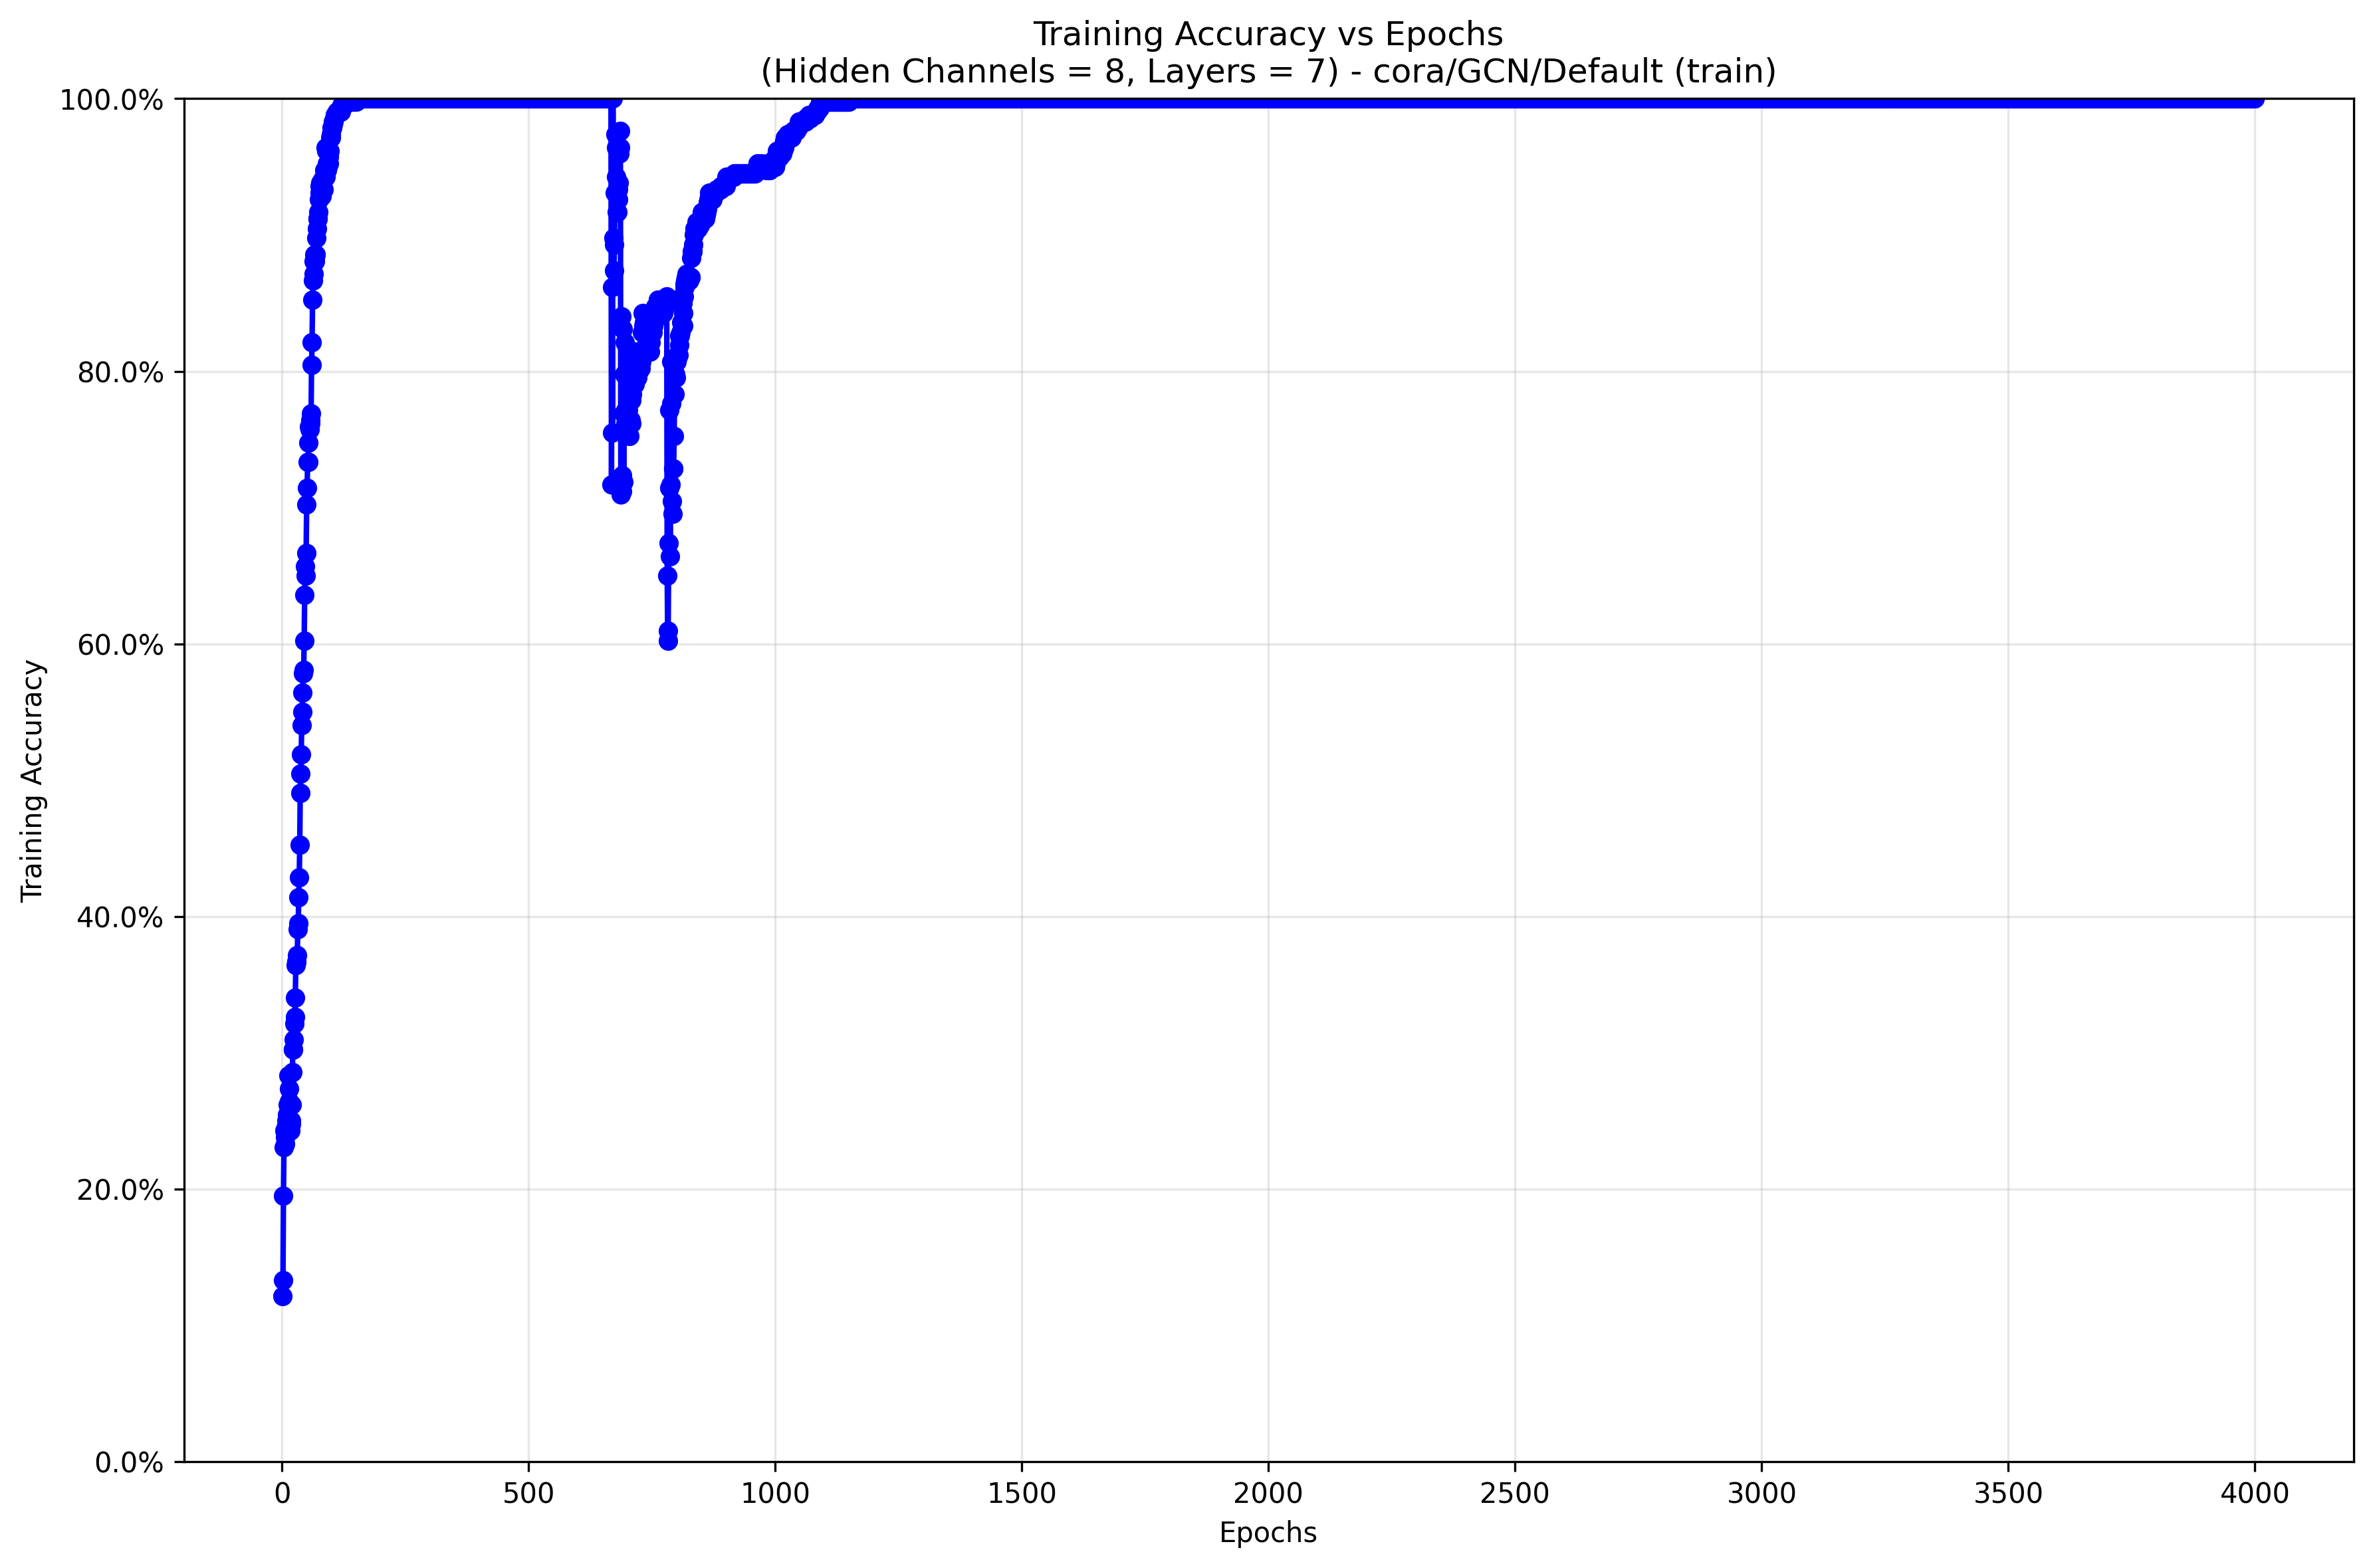 Training Accuracy vs Epochs
(Hidden Channels = 8, Layers = 7) - cora/GCN/Default (train)
100.0%
80.0%
60.0%
40.0%
20.0%
0.0%
Training Accuracy
0 500 1000 1500 2000 2500 3000 3500 4000
Epochs